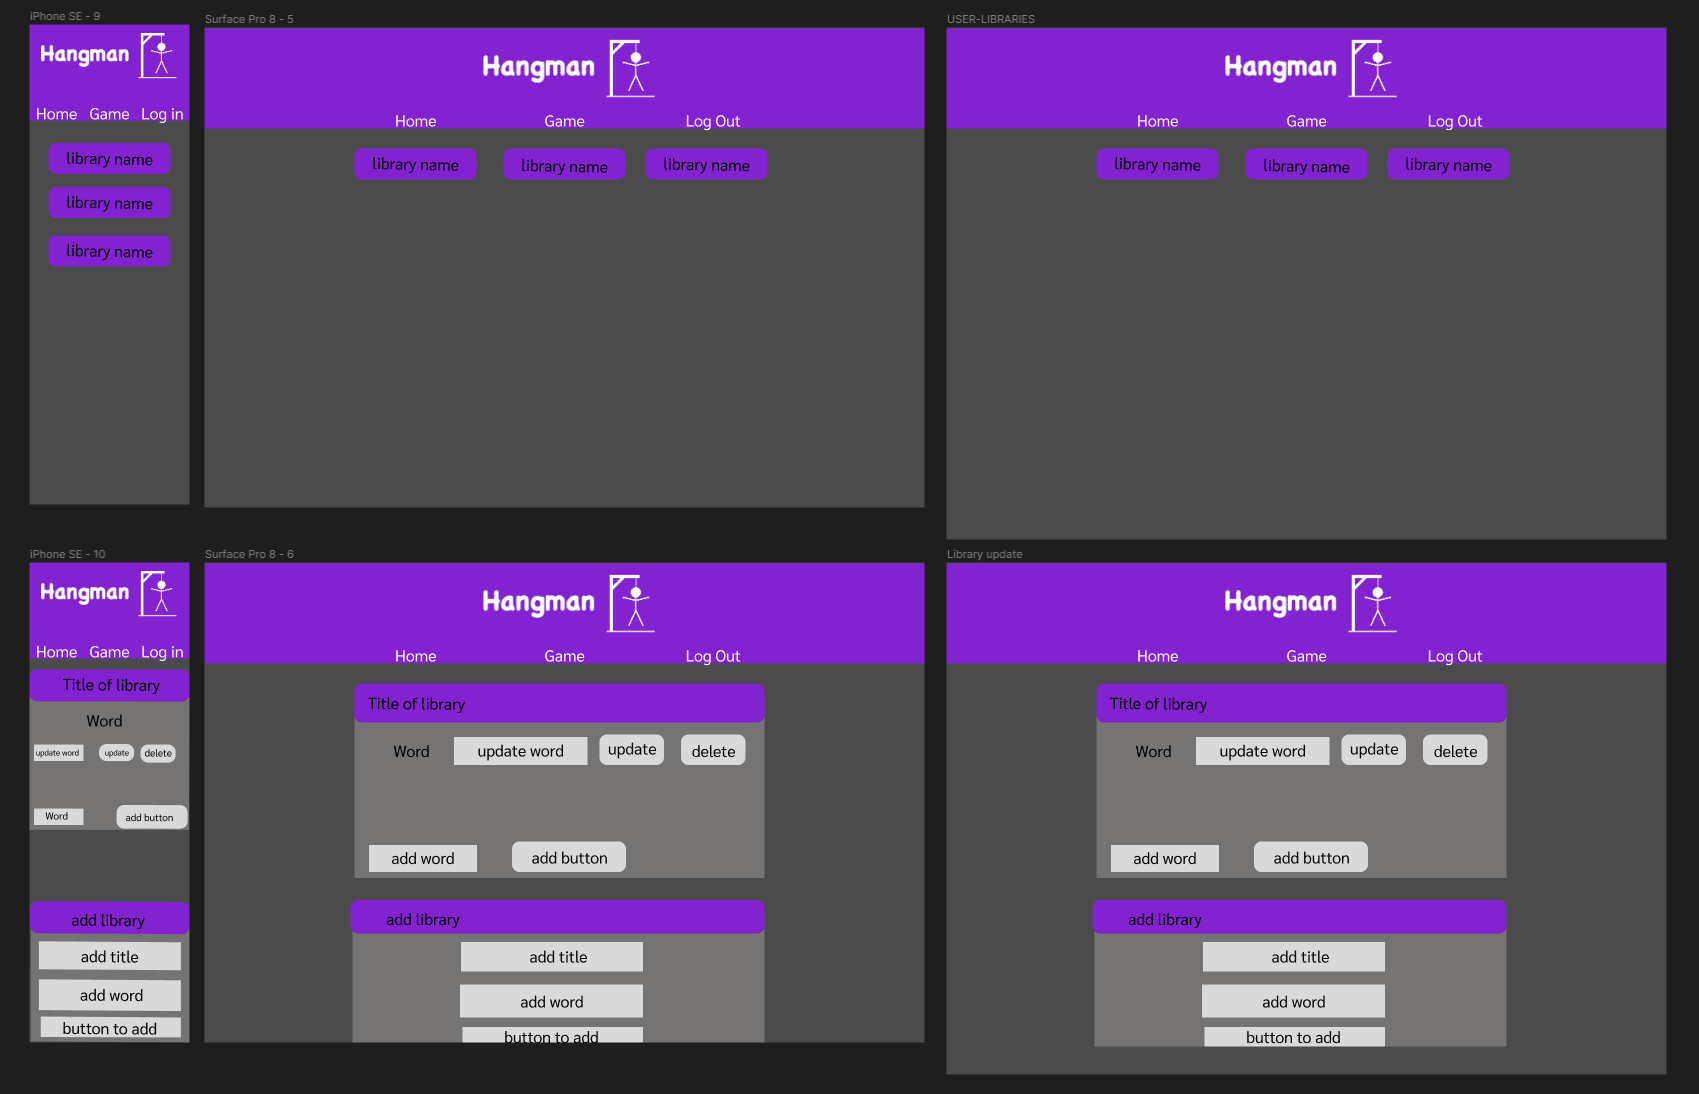 iPhone SE - 9
Hangman
Home Game Log in
library name
library name
library name
Surface Pro 8 - 5
Hangman
Home Game Log Out
library name library name library name
USER-LIBRARIES
Hangman
Home Game Log Out
library name library name library name
iPhone SE - 10
Hangman
Home Game Log in
Title of library
Word
update word update delete
Word add button
add library
add title
add word
button to add
Surface Pro 8 - 6
Hangman
Home Game Log Out
Title of library
Word update word update delete
add word add button
add library
add title
add word
button to add
Library update
Hangman
Home Game Log Out
Title of library
Word update word update delete
add word add button
add library
add title
add word
button to add